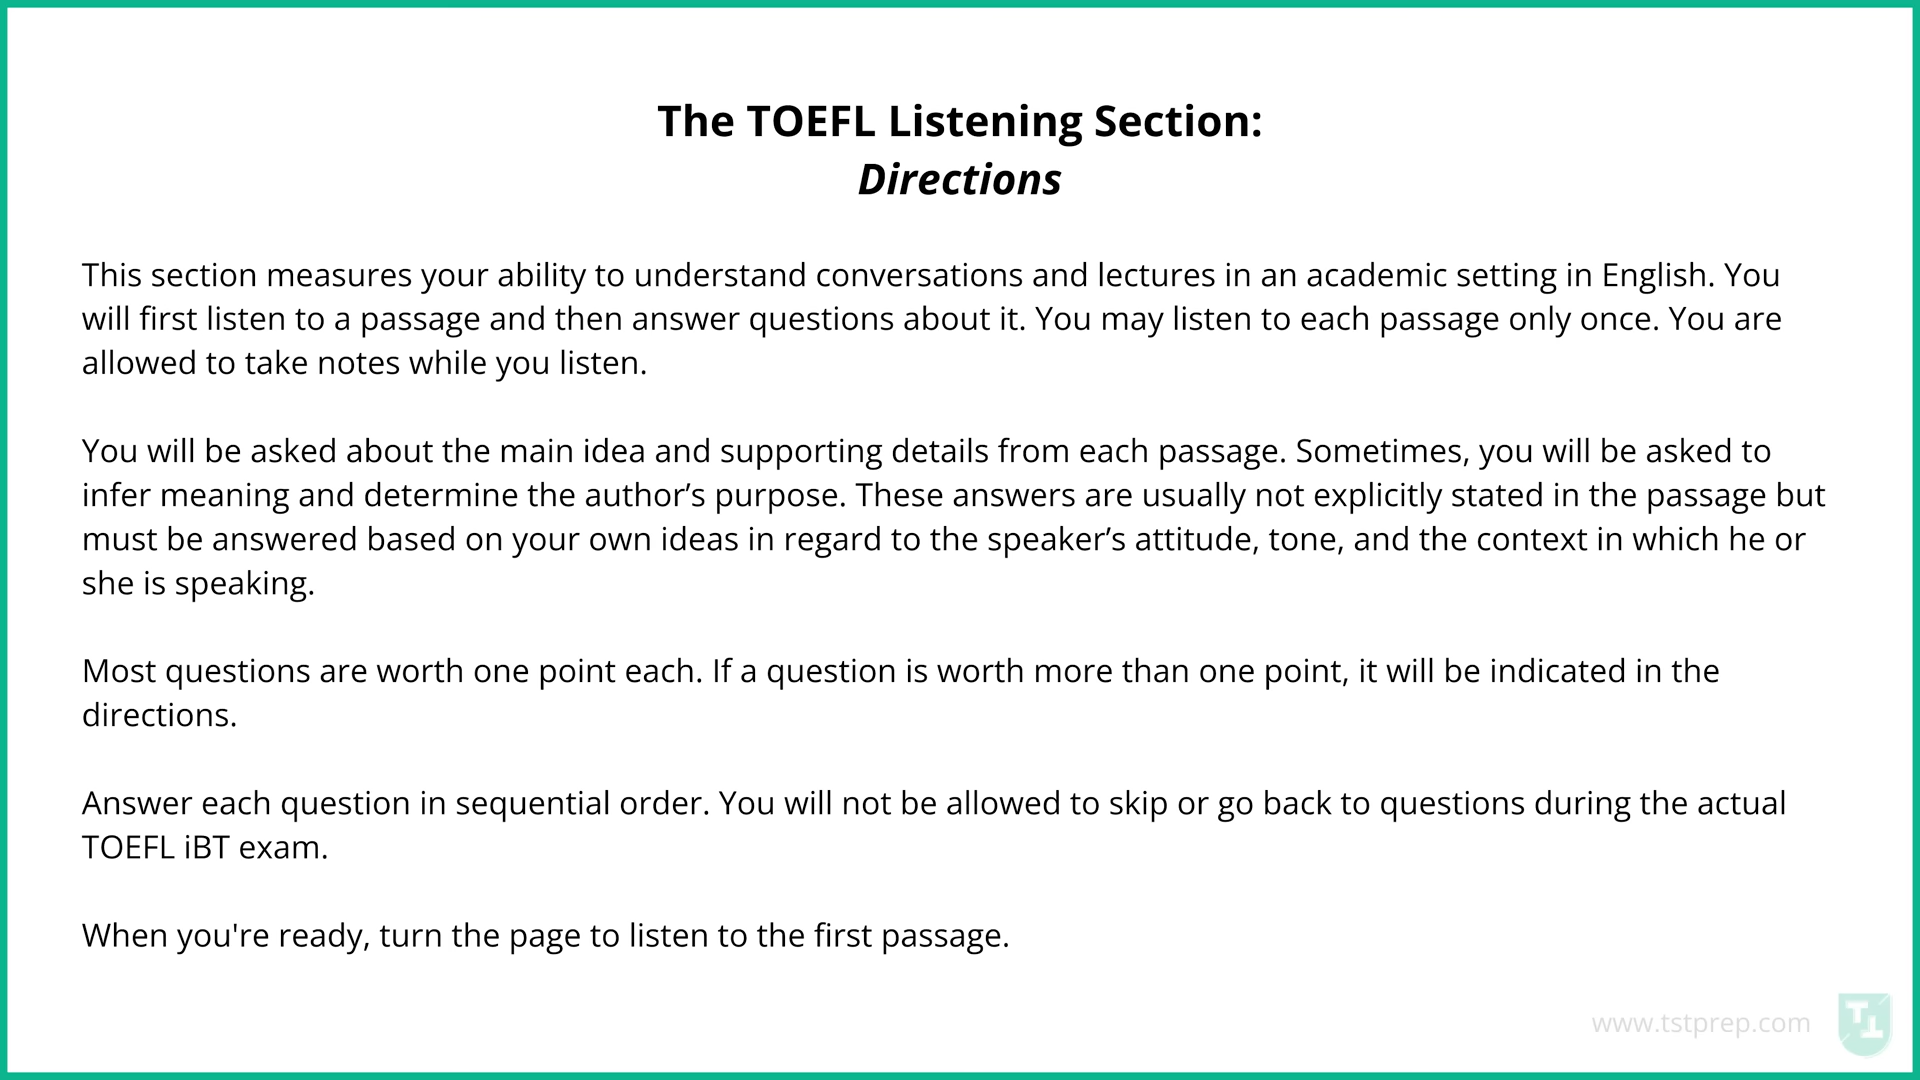 The TOEFL Listening Section:
Directions
This section measures your ability to understand conversations and lectures in an academic setting in English. You
will first listen to a passage and then answer questions about it. You may listen to each passage only once. You are
allowed to take notes while you listen.
You will be asked about the main idea and supporting details from each passage. Sometimes, you will be asked to
infer meaning and determine the author’s purpose. These answers are usually not explicitly stated in the passage but
must be answered based on your own ideas in regard to the speaker’s attitude, tone, and the context in which he or
she is speaking.
Most questions are worth one point each. If a question is worth more than one point, it will be indicated in the
directions.
Answer each question in sequential order. You will not be allowed to skip or go back to questions during the actual
TOEFL iBT exam.
When you're ready, turn the page to listen to the first passage.
www.tstprep.com
TT